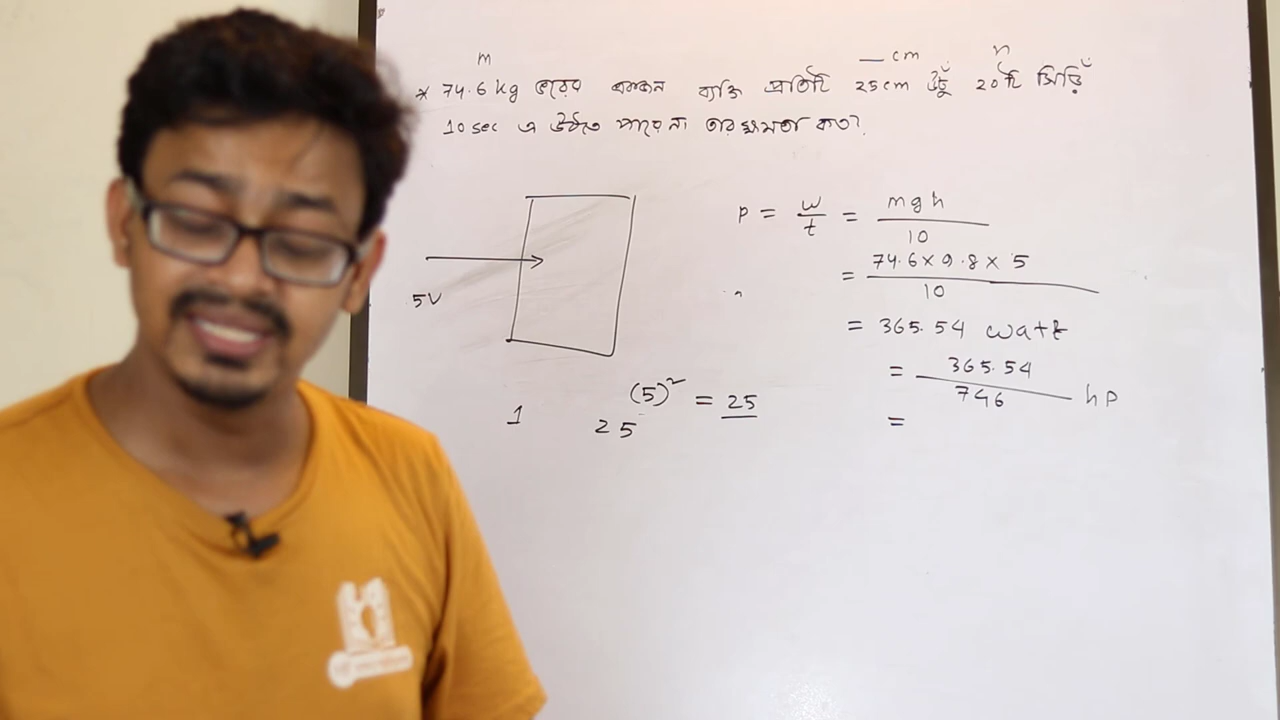 m
— cm
n
* 74.6 kg ভরের একজন ব্যক্তি প্রতিটি 25cm উঁচু 20টি সিঁড়ি
10 sec এ উঠতে পারে না তার ক্ষমতা কত?
P = W/t = mgh/10
= 74.6 × 9.8 × 5/10
= 365.54 watt
= 365.54/746 hp
=
5V
(5)² = 25
1 25